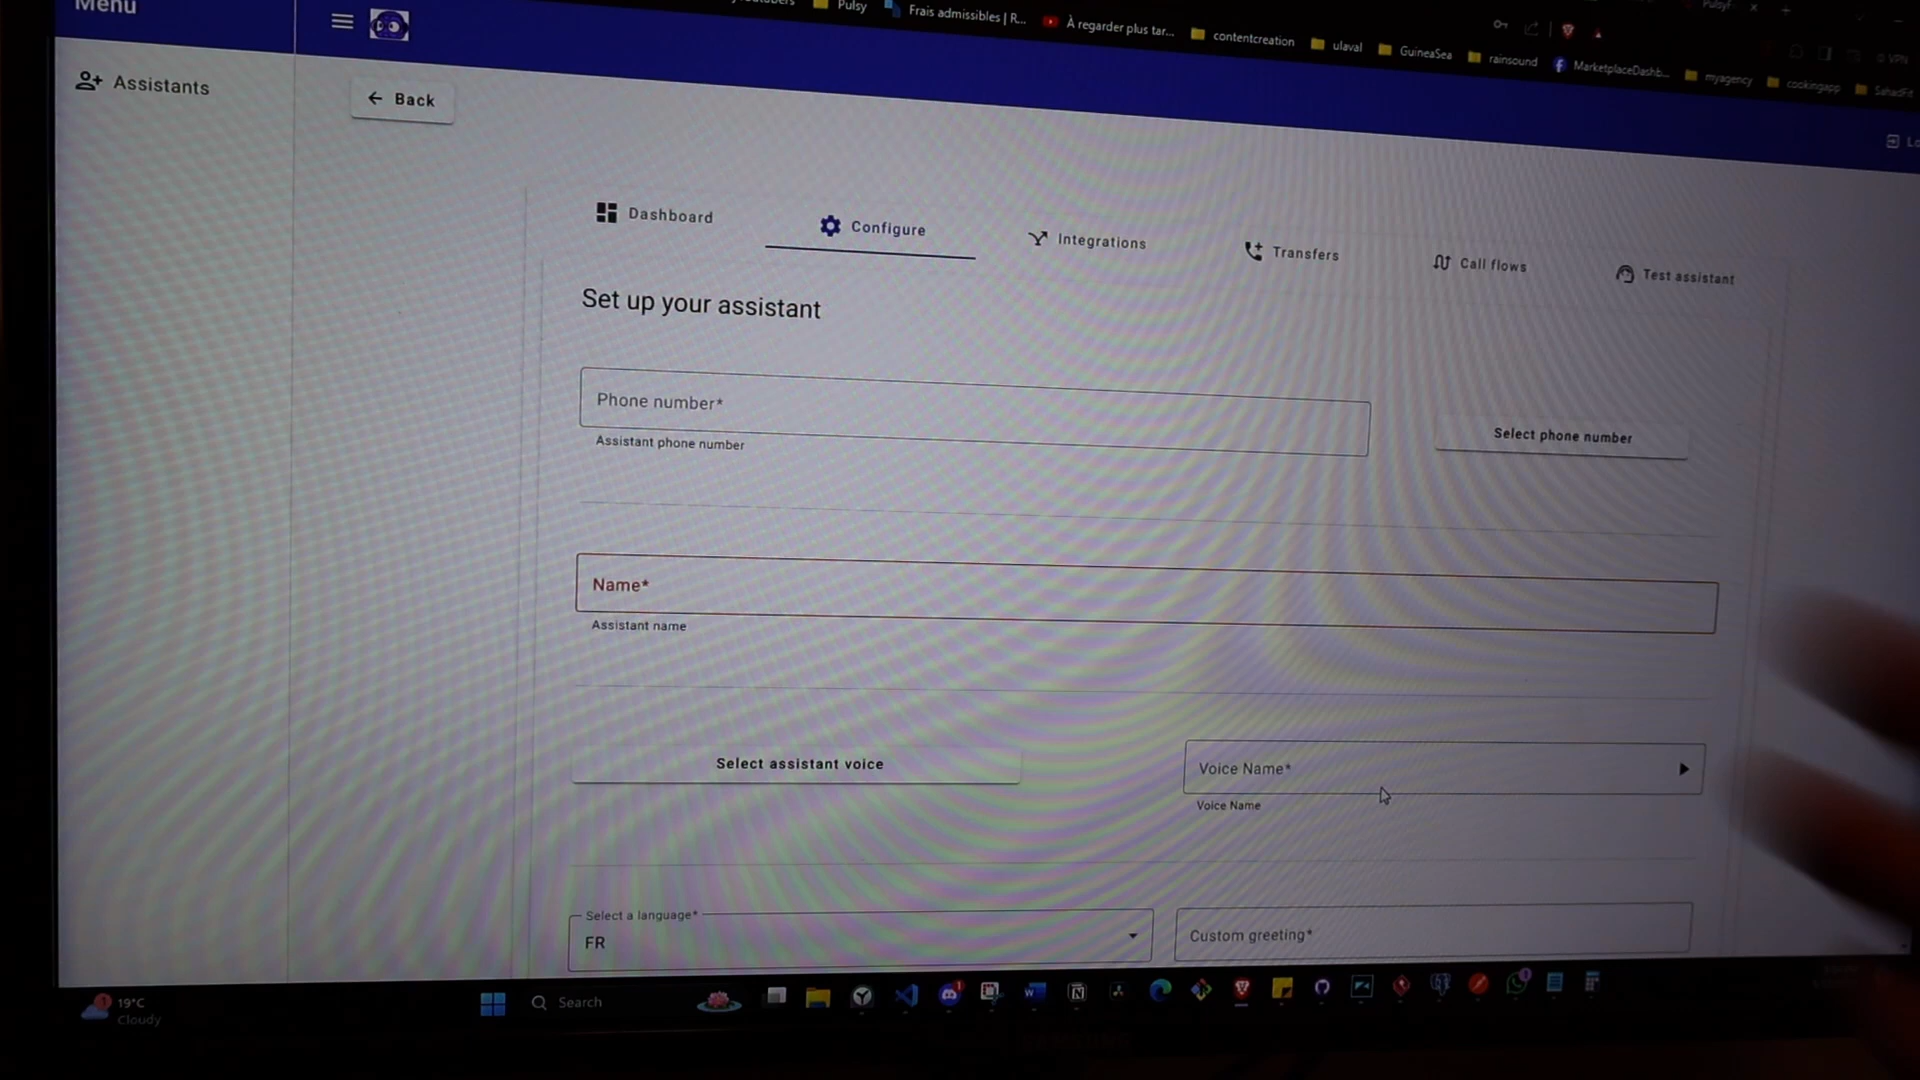 Menu
Pulsy
Frais admissibles | R...
À regarder plus tar...
contentcreation
ulaval
GuineaSea
rainsound
MarketplaceDashb...
myagency
cookingapp
SahadFit
VPN
Assistants
Back
Dashboard
Configure
Integrations
Transfers
Call flows
Test assistant
Set up your assistant
Phone number*
Assistant phone number
Select phone number
Name*
Assistant name
Select assistant voice
Voice Name*
Voice Name
Select a language*
FR
Custom greeting*
19°C
Cloudy
Search